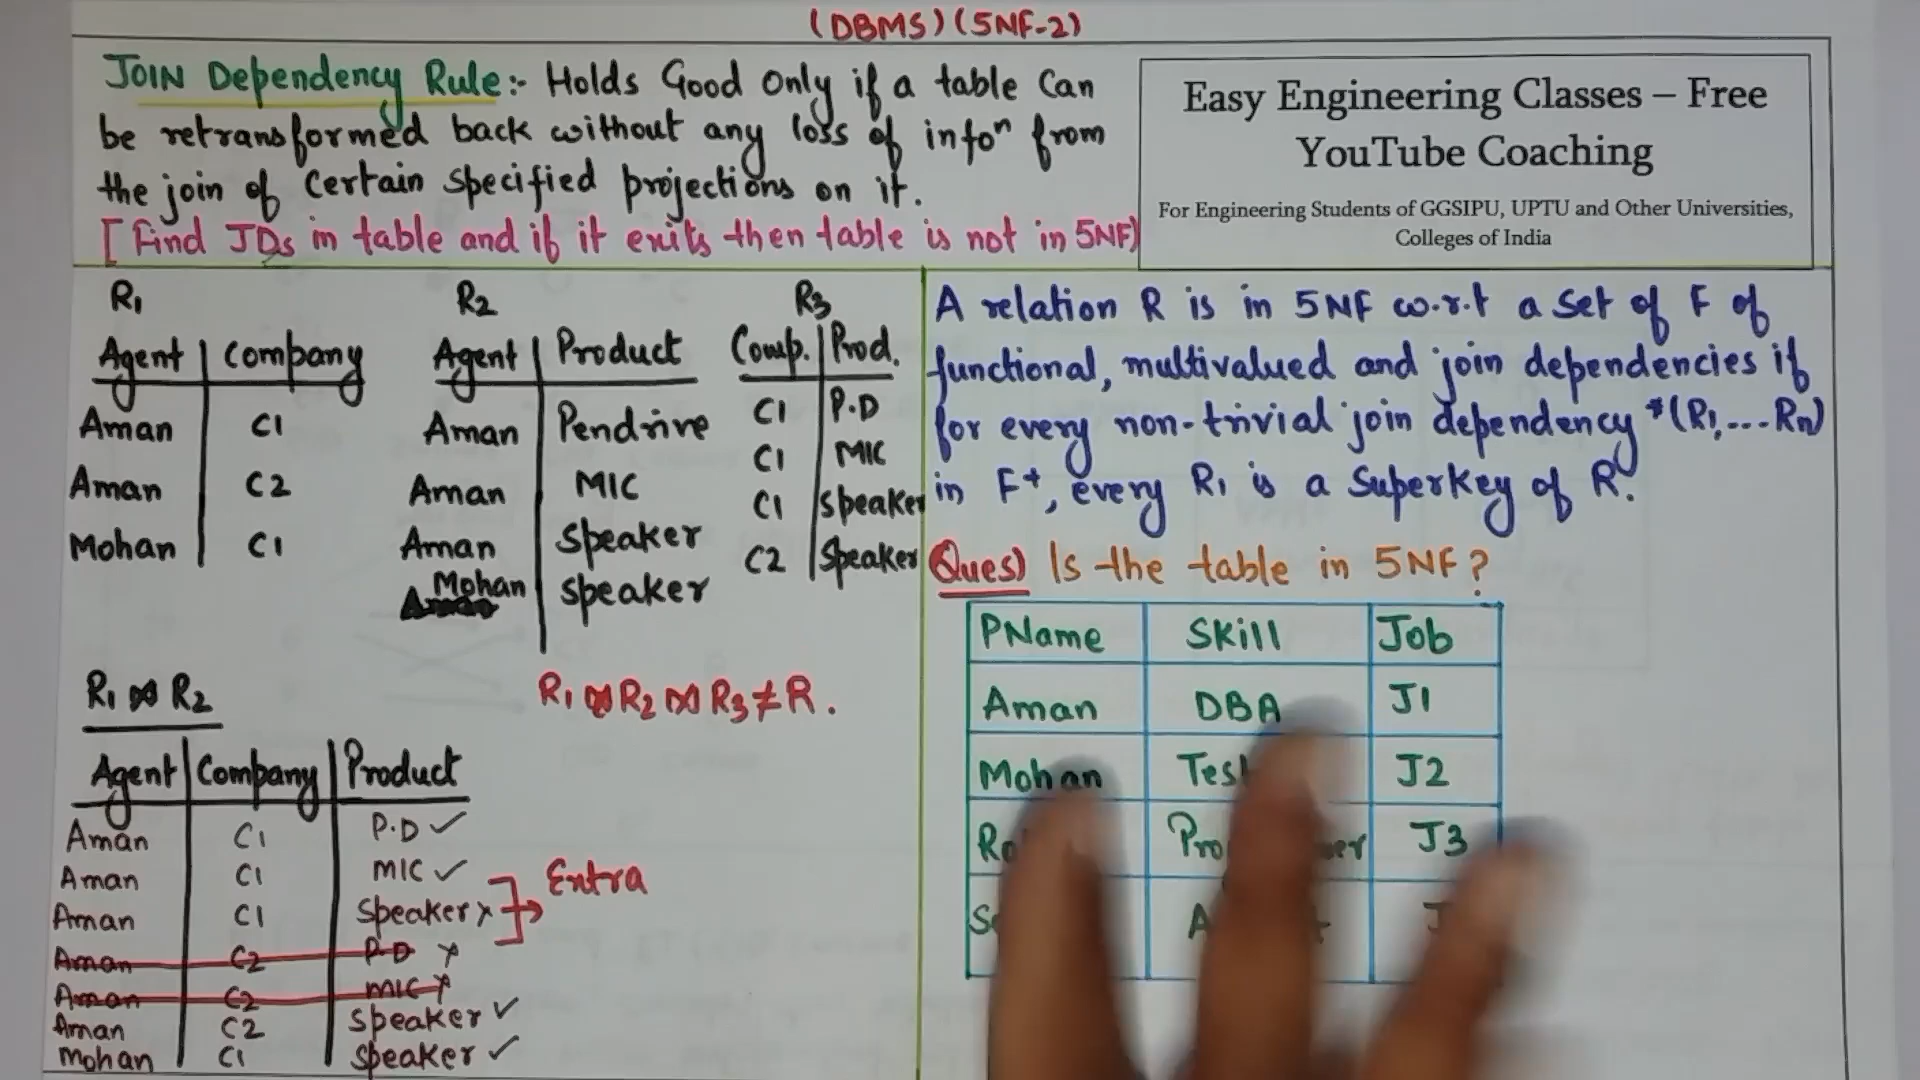 (DBMS) (5NF-2)
JOIN Dependency Rule:- Holds Good Only if a table Can
be retransformed back without any loss of infoⁿ from
the join of Certain specified projections on it.
[Find JDs in table and if it exits then table is not in 5NF)
Easy Engineering Classes – Free
YouTube Coaching
For Engineering Students of GGSIPU, UPTU and Other Universities,
Colleges of India
R1
Agent Company
Aman C1
Aman C2
Mohan C1
R2
Agent Product
Aman Pendrive
Aman MIC
Aman Speaker
Mohan Speaker
R3
Comp. Prod.
C1 P.D
C1 MIC
C1 Speaker
C2 Speaker
R1 ⋈ R2
Agent Company Product
Aman C1 P.D ✓
Aman C1 MIC ✓
Aman C1 Speaker x
Aman C2 P.D x
Aman C2 MIC x
Aman C2 Speaker ✓
Mohan C1 Speaker ✓
Extra
R1 ⋈ R2 ⋈ R3 ≠ R.
A relation R is in 5NF w.r.t a set of F of
functional, multivalued and join dependencies if
for every non-trivial join dependency *(R1,...Rn)
in F+, every R1 is a Superkey of R.
Ques) Is the table in 5NF?
PName Skill Job
Aman DBA J1
Mohan J2
J3